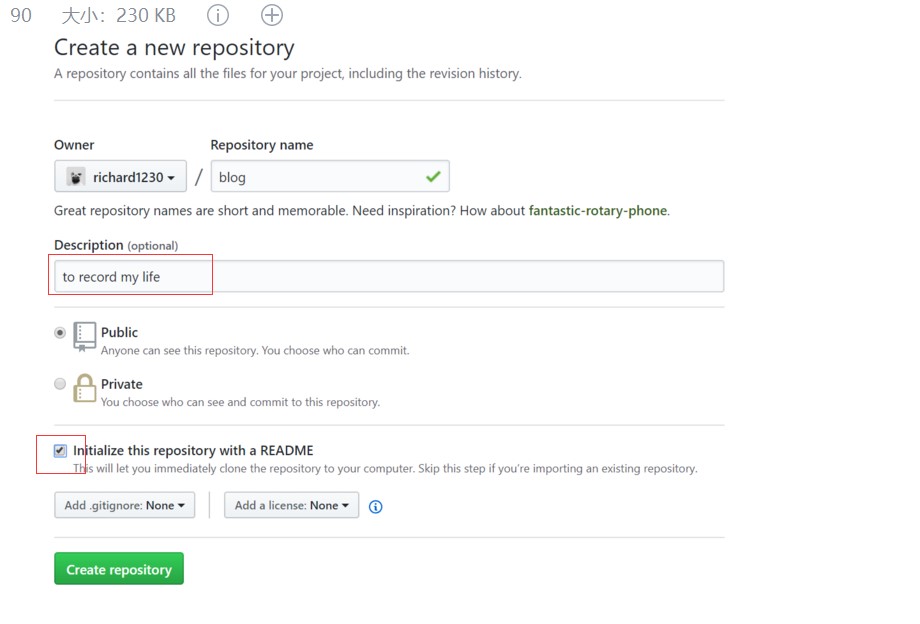 90 大小: 230 KB
Create a new repository
A repository contains all the files for your project, including the revision history.
Owner Repository name
richard1230 / blog
Great repository names are short and memorable. Need inspiration? How about fantastic-rotary-phone.
Description (optional)
to record my life
Public
Anyone can see this repository. You choose who can commit.
Private
You choose who can see and commit to this repository.
Initialize this repository with a README
This will let you immediately clone the repository to your computer. Skip this step if you're importing an existing repository.
Add .gitignore: None Add a license: None
Create repository